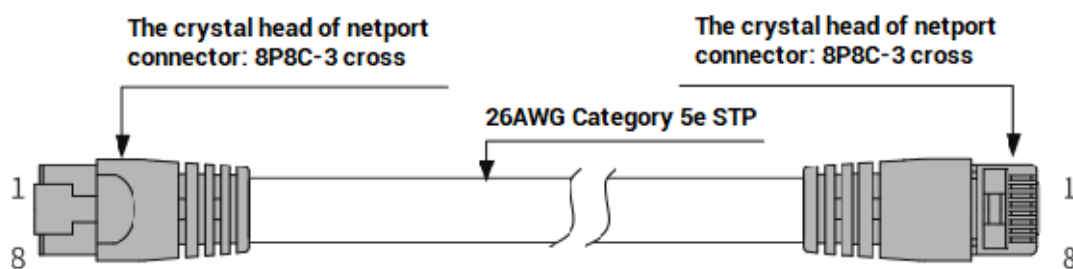 The crystal head of netport
connector: 8P8C-3 cross
The crystal head of netport
connector: 8P8C-3 cross
26AWG Category 5e STP
1
8
1
8